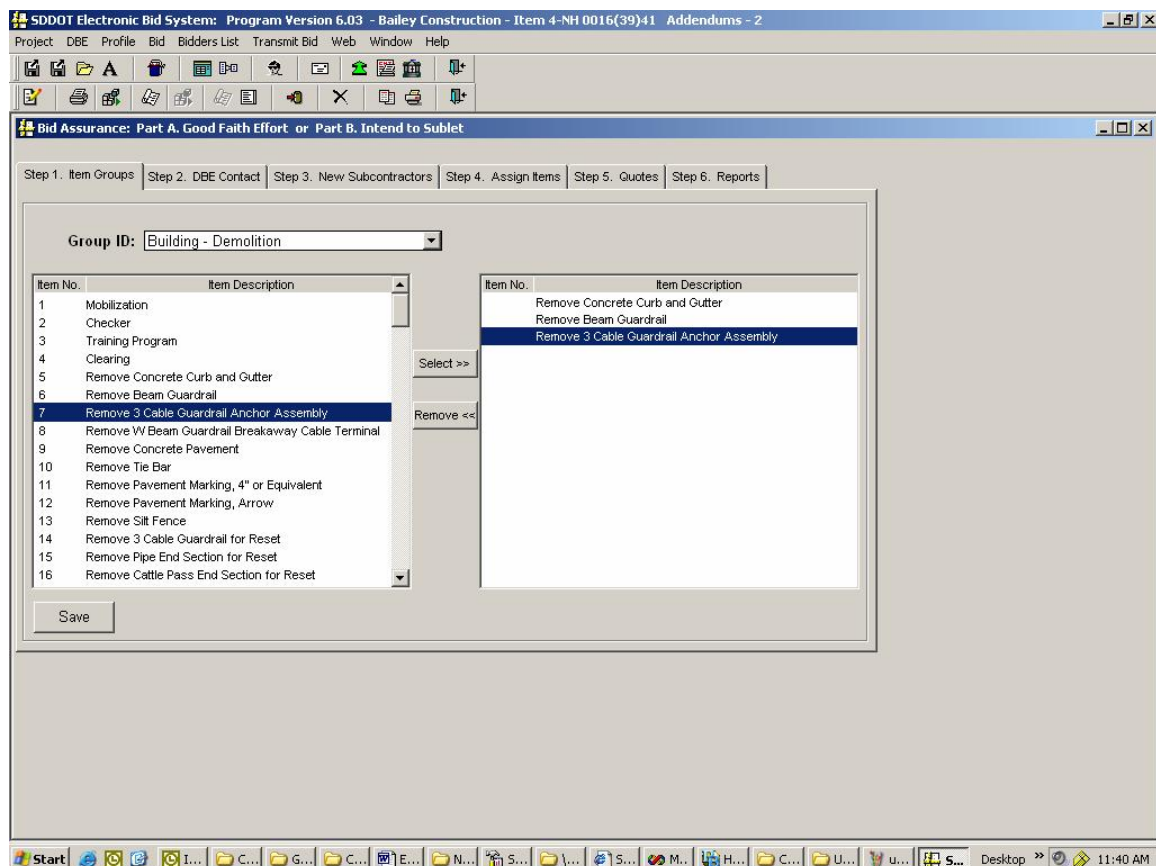 SDDOT Electronic Bid System: Program Version 6.03 - Bailey Construction - Item 4-NH 0016(39)41 Addendums - 2
Project DBE Profile Bid Bidders List Transmit Bid Web Window Help
Bid Assurance: Part A. Good Faith Effort or Part B. Intend to Sublet
Step 1. Item Groups Step 2. DBE Contact Step 3. New Subcontractors Step 4. Assign Items Step 5. Quotes Step 6. Reports
Group ID: Building - Demolition
Item No. Item Description
1 Mobilization
2 Checker
3 Training Program
4 Clearing
5 Remove Concrete Curb and Gutter
6 Remove Beam Guardrail
7 Remove 3 Cable Guardrail Anchor Assembly
8 Remove W Beam Guardrail Breakaway Cable Terminal
9 Remove Concrete Pavement
10 Remove Tie Bar
11 Remove Pavement Marking, 4" or Equivalent
12 Remove Pavement Marking, Arrow
13 Remove Silt Fence
14 Remove 3 Cable Guardrail for Reset
15 Remove Pipe End Section for Reset
16 Remove Cattle Pass End Section for Reset
Select >>
Remove <<
Item No. Item Description
Remove Concrete Curb and Gutter
Remove Beam Guardrail
Remove 3 Cable Guardrail Anchor Assembly
Save
Start I... C... G... C... E... N... S... \... S... M... H... C... U... u... S... Desktop » 11:40 AM